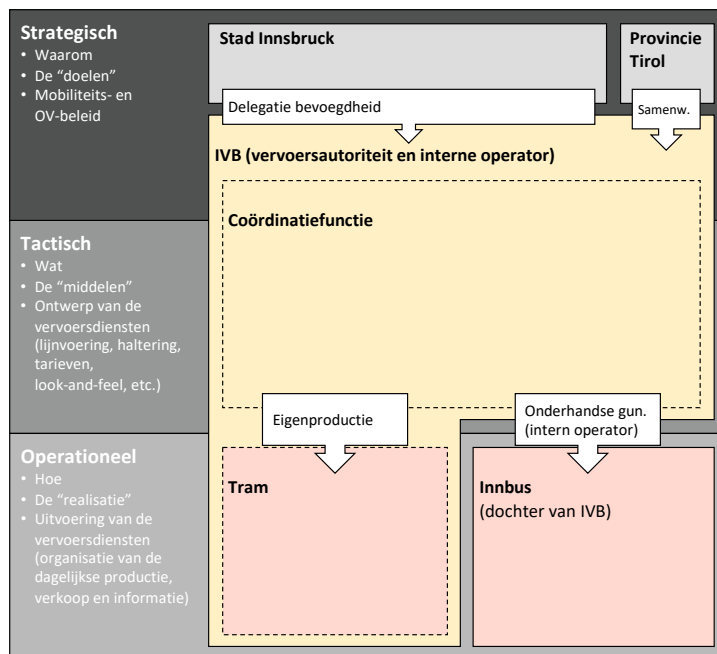 Strategisch
• Waarom
• De “doelen”
• Mobiliteits- en
OV-beleid
Stad Innsbruck
Provincie
Tirol
Delegatie bevoegdheid
Samenw.
IVB (vervoersautoriteit en interne operator)
Coördinatiefunctie
Tactisch
• Wat
• De “middelen”
• Ontwerp van de
vervoersdiensten
(lijnvoering, haltering,
tarieven,
look-and-feel, etc.)
Eigenproductie
Onderhandse gun.
(intern operator)
Operationeel
• Hoe
• De “realisatie”
• Uitvoering van de
vervoersdiensten
(organisatie van de
dagelijkse productie,
verkoop en informatie)
Tram
Innbus
(dochter van IVB)